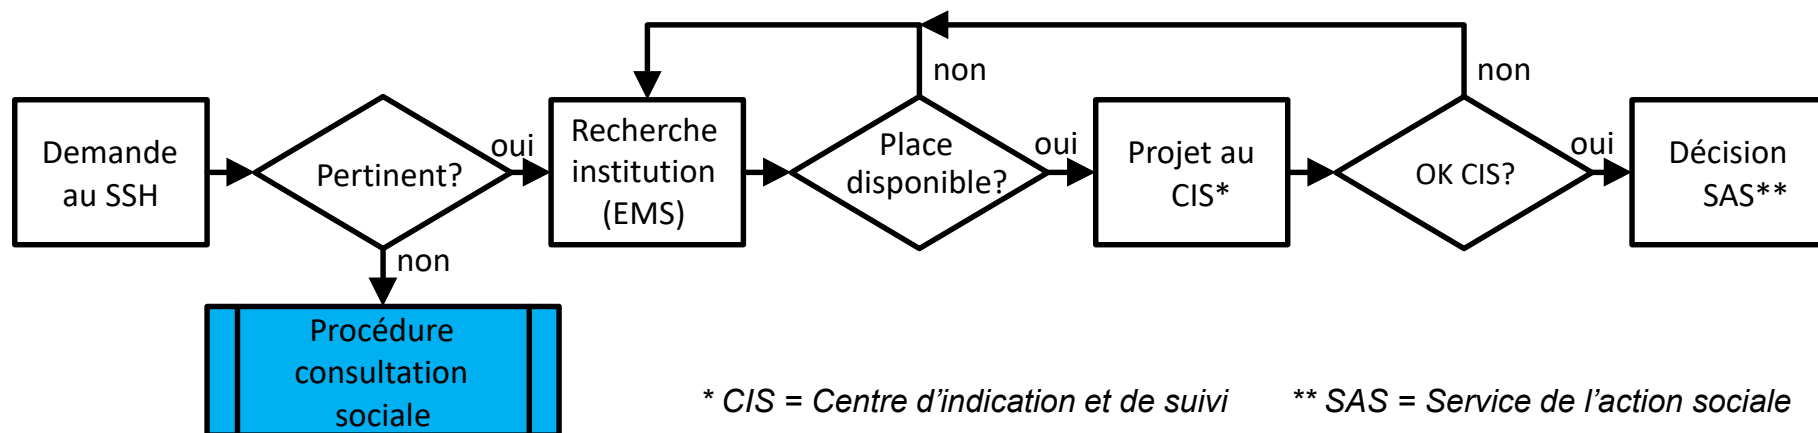 Demande
au SSH
Pertinent?
oui
non
Procédure
consultation
sociale
Recherche
institution
(EMS)
Place
disponible?
non
oui
Projet au
CIS*
OK CIS?
non
oui
Décision
SAS**
* CIS = Centre d’indication et de suivi
** SAS = Service de l’action sociale